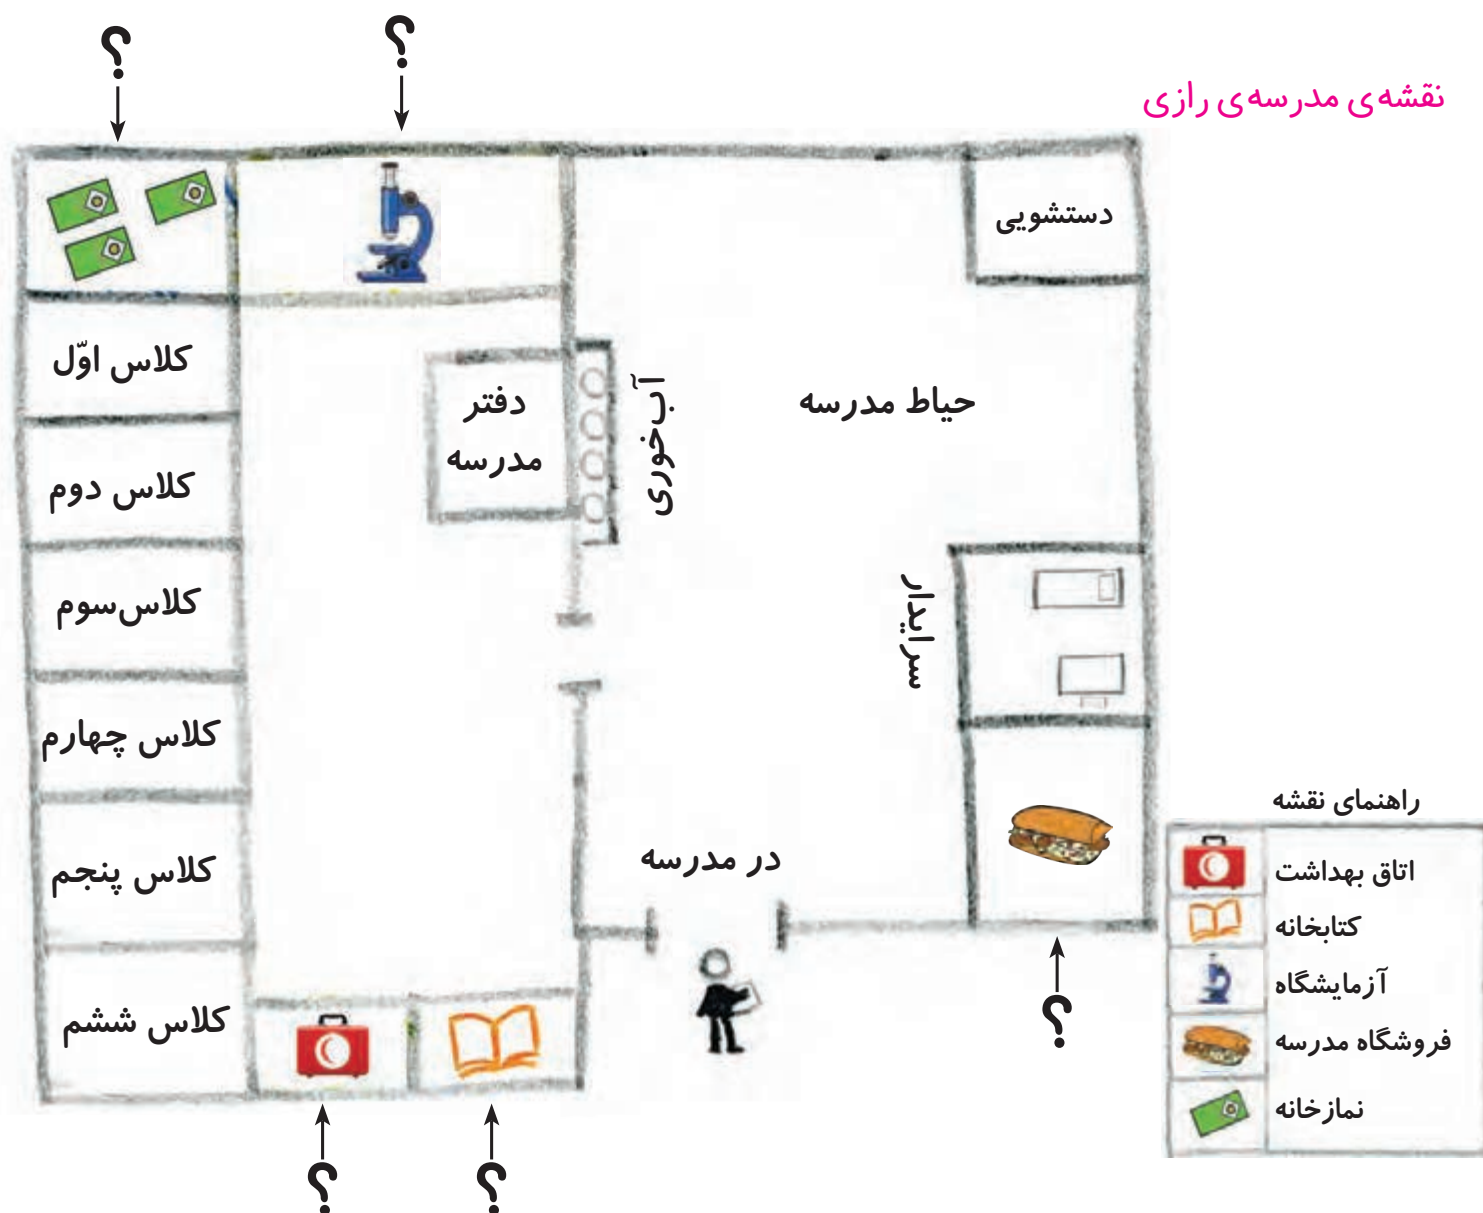 ؟
؟
نقشه‌ی مدرسه‌ی رازی
دستشویی
کلاس اوّل
دفتر
مدرسه
آب‌خوری
حیاط مدرسه
کلاس دوم
کلاس‌سوم
سرایدار
کلاس چهارم
در مدرسه
کلاس پنجم
کلاس ششم
؟
؟
؟
راهنمای نقشه
اتاق بهداشت
کتابخانه
آزمایشگاه
فروشگاه مدرسه
نمازخانه